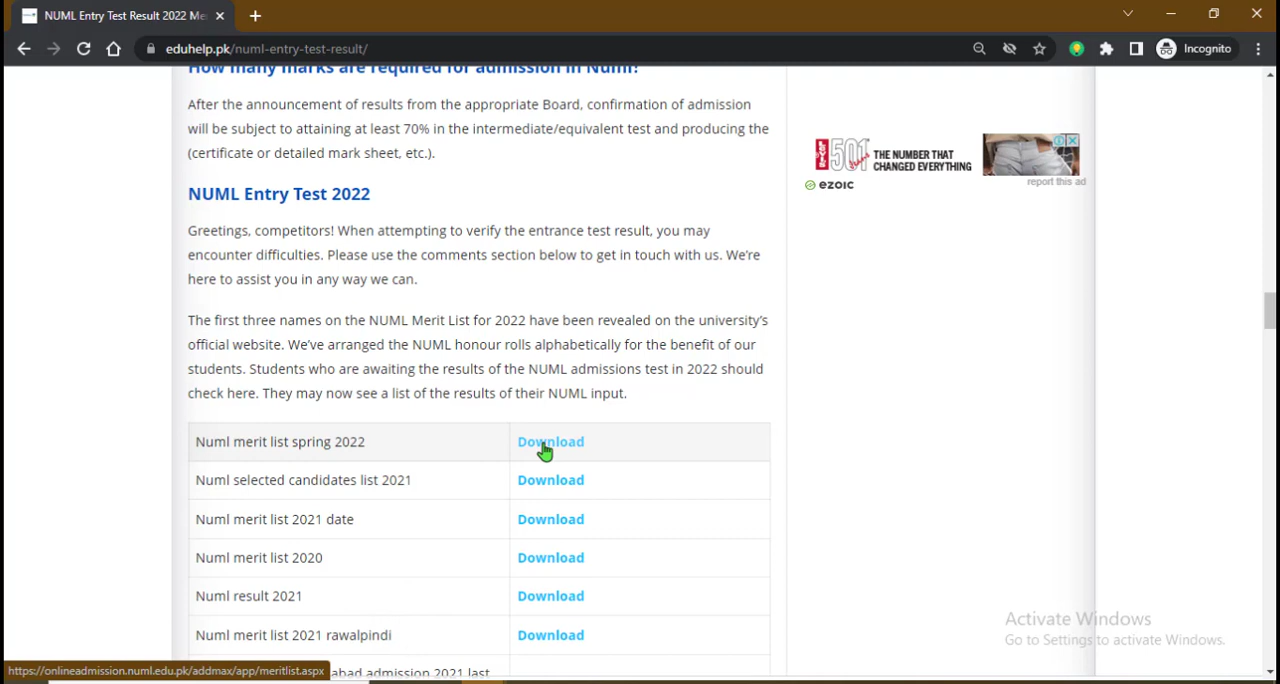 NUML Entry Test Result 2022 Me
eduhelp.pk/numl-entry-test-result/
Incognito
How many marks are required for admission in Numl?
After the announcement of results from the appropriate Board, confirmation of admission
will be subject to attaining at least 70% in the intermediate/equivalent test and producing the
(certificate or detailed mark sheet, etc.).
501
THE NUMBER THAT
CHANGED EVERYTHING
ezoic
report this ad
NUML Entry Test 2022
Greetings, competitors! When attempting to verify the entrance test result, you may
encounter difficulties. Please use the comments section below to get in touch with us. We’re
here to assist you in any way we can.
The first three names on the NUML Merit List for 2022 have been revealed on the university’s
official website. We’ve arranged the NUML honour rolls alphabetically for the benefit of our
students. Students who are awaiting the results of the NUML admissions test in 2022 should
check here. They may now see a list of the results of their NUML input.
Numl merit list spring 2022 Download
Numl selected candidates list 2021 Download
Numl merit list 2021 date Download
Numl merit list 2020 Download
Numl result 2021 Download
Numl merit list 2021 rawalpindi Download
abad admission 2021 last
https://onlineadmission.numl.edu.pk/addmax/app/meritlist.aspx
Activate Windows
Go to Settings to activate Windows.